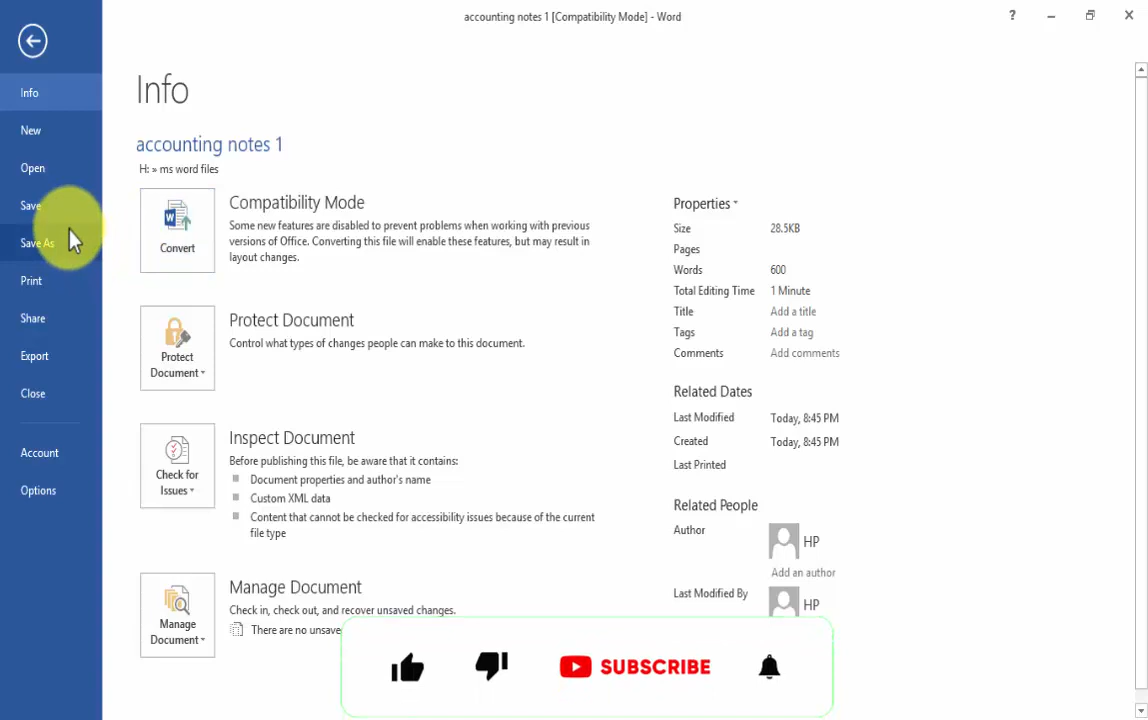 accounting notes 1 [Compatibility Mode] - Word
?
Info
New
Open
Save
Save As
Print
Share
Export
Close
Account
Options
Info
accounting notes 1
H: » ms word files
Convert
Compatibility Mode
Some new features are disabled to prevent problems when working with previous
versions of Office. Converting this file will enable these features, but may result in
layout changes.
Protect
Document
Protect Document
Control what types of changes people can make to this document.
Check for
Issues
Inspect Document
Before publishing this file, be aware that it contains:
Document properties and author's name
Custom XML data
Content that cannot be checked for accessibility issues because of the current
file type
Manage
Document
Manage Document
Check in, check out, and recover unsaved changes.
There are no
Properties
Size 28.5KB
Pages
Words 600
Total Editing Time 1 Minute
Title Add a title
Tags Add a tag
Comments Add comments
Related Dates
Last Modified Today, 8:45 PM
Created Today, 8:45 PM
Last Printed
Related People
Author HP
Add an author
Last Modified By HP
SUBSCRIBE